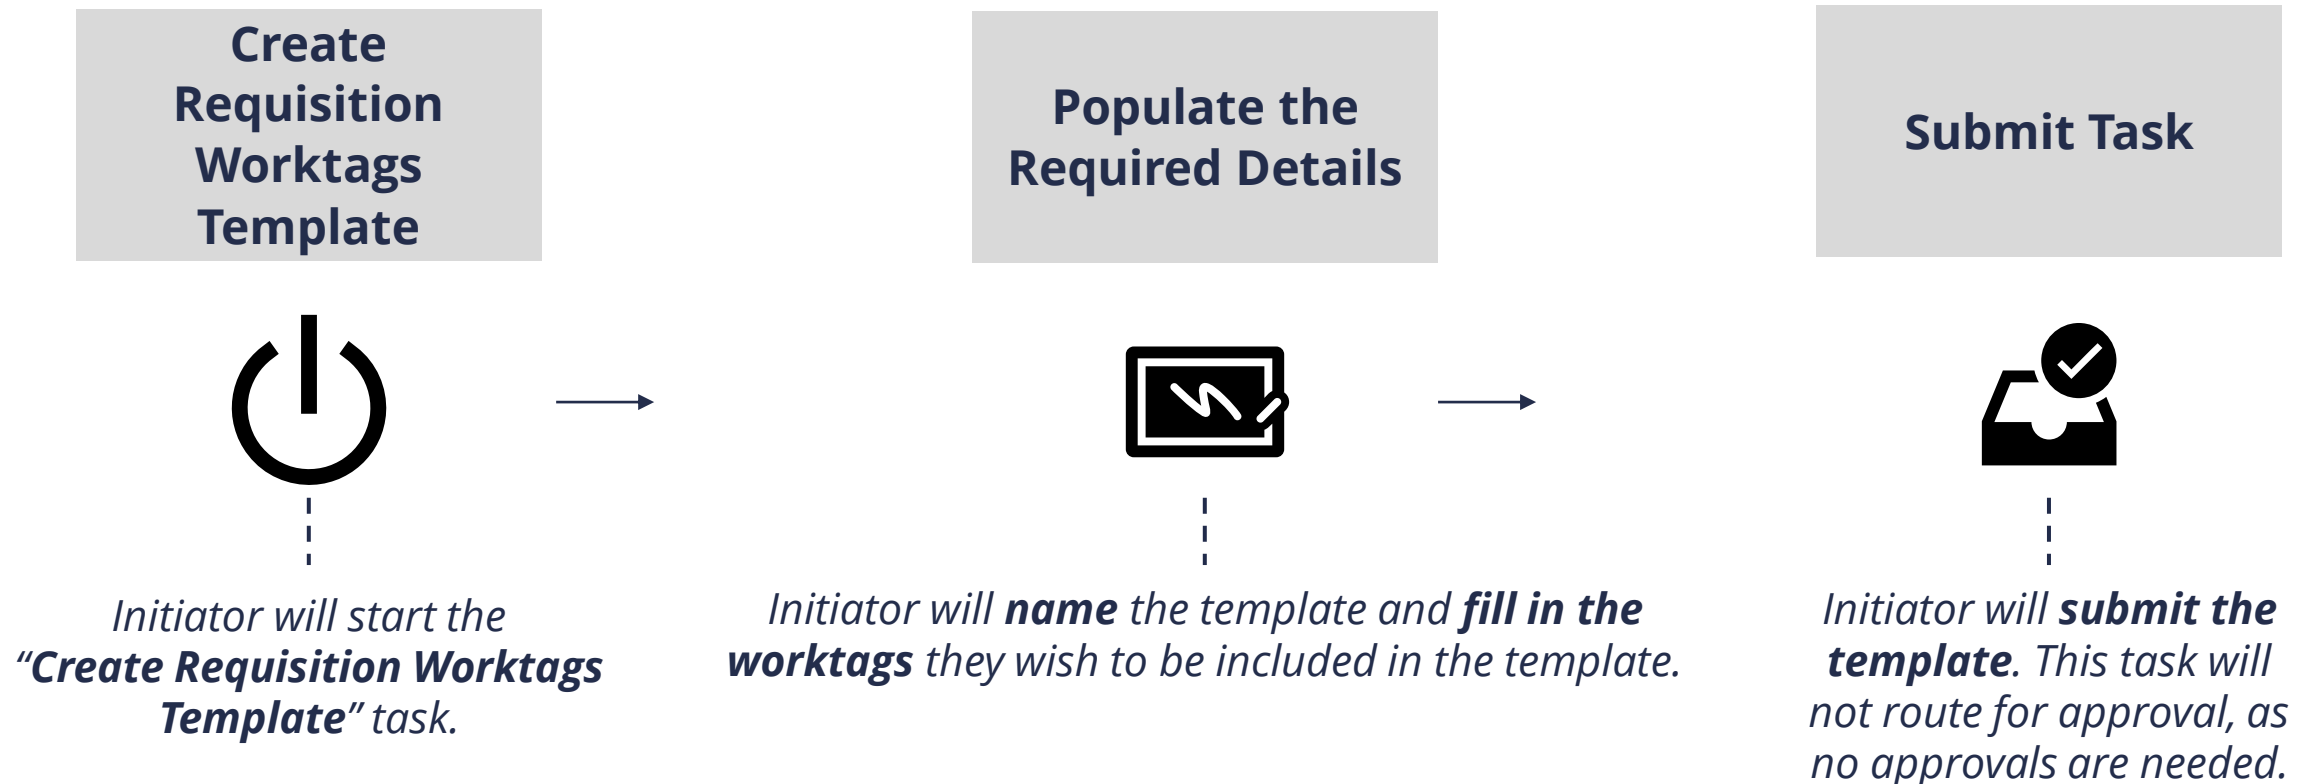 Create
Requisition
Worktags
Template
Populate the
Required Details
Submit Task
Initiator will start the
“Create Requisition Worktags
Template” task.
Initiator will name the template and fill in the
worktags they wish to be included in the template.
Initiator will submit the
template. This task will
not route for approval, as
no approvals are needed.